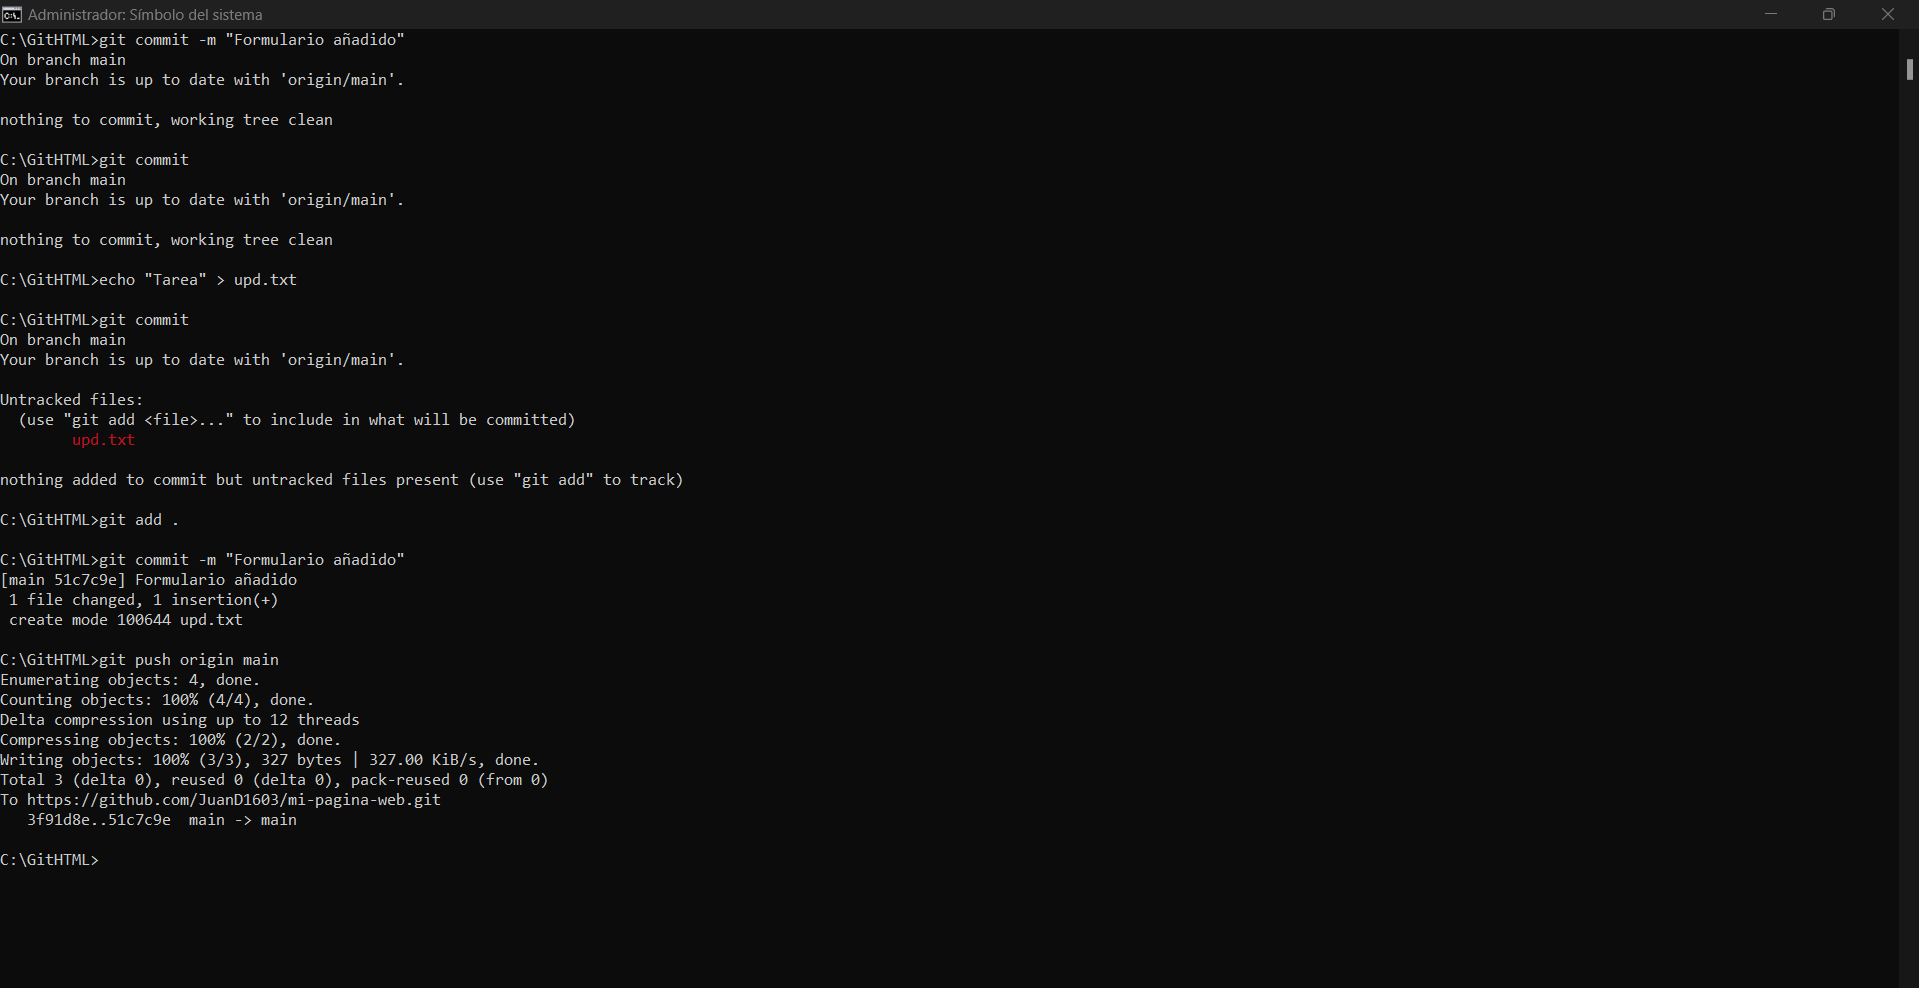 Administrador: Símbolo del sistema
C:\GitHTML>git commit -m "Formulario añadido"
On branch main
Your branch is up to date with 'origin/main'.
nothing to commit, working tree clean
C:\GitHTML>git commit
On branch main
Your branch is up to date with 'origin/main'.
nothing to commit, working tree clean
C:\GitHTML>echo "Tarea" > upd.txt
C:\GitHTML>git commit
On branch main
Your branch is up to date with 'origin/main'.
Untracked files:
  (use "git add <file>..." to include in what will be committed)
        upd.txt
nothing added to commit but untracked files present (use "git add" to track)
C:\GitHTML>git add .
C:\GitHTML>git commit -m "Formulario añadido"
[main 51c7c9e] Formulario añadido
 1 file changed, 1 insertion(+)
 create mode 100644 upd.txt
C:\GitHTML>git push origin main
Enumerating objects: 4, done.
Counting objects: 100% (4/4), done.
Delta compression using up to 12 threads
Compressing objects: 100% (2/2), done.
Writing objects: 100% (3/3), 327 bytes | 327.00 KiB/s, done.
Total 3 (delta 0), reused 0 (delta 0), pack-reused 0 (from 0)
To https://github.com/JuanD1603/mi-pagina-web.git
   3f91d8e..51c7c9e  main -> main
C:\GitHTML>